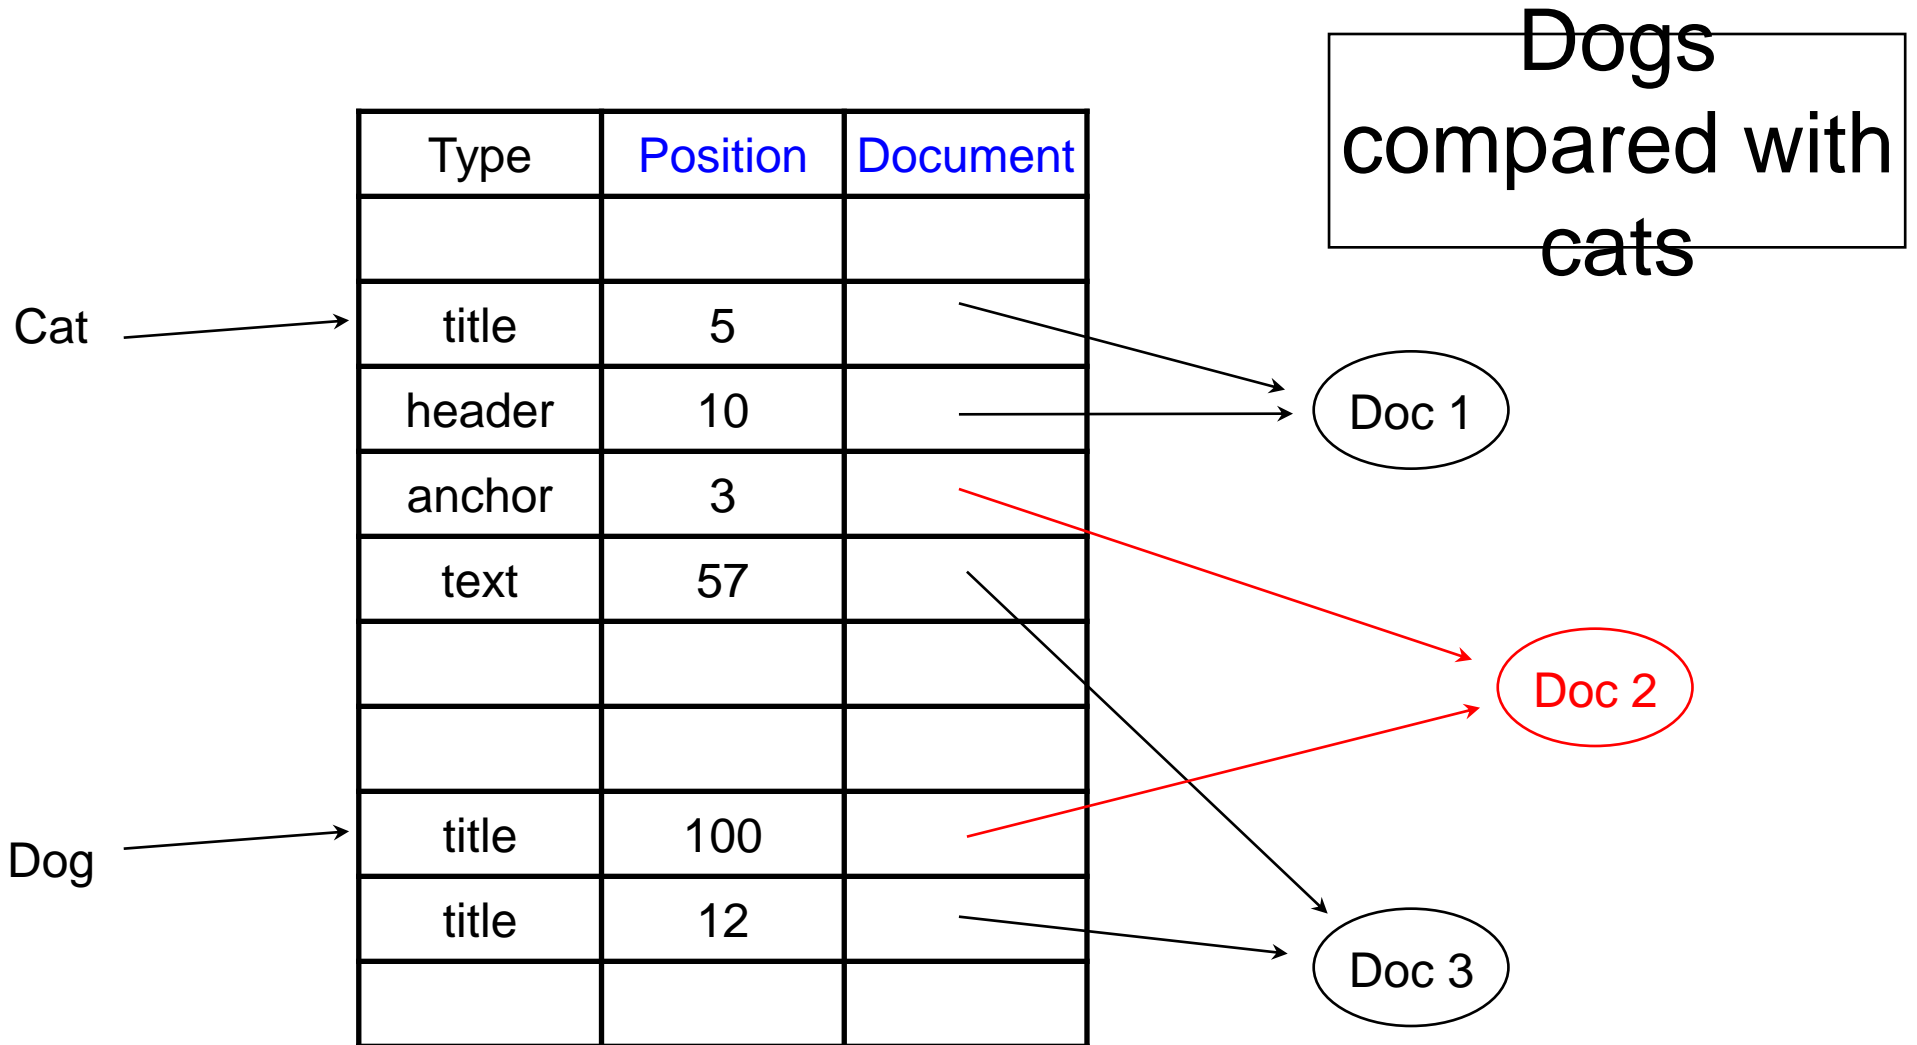 Dogs
compared with
cats
Type Position Document
Cat
title 5
header 10
Doc 1
anchor 3
text 57
Doc 2
Dog
title 100
title 12
Doc 3